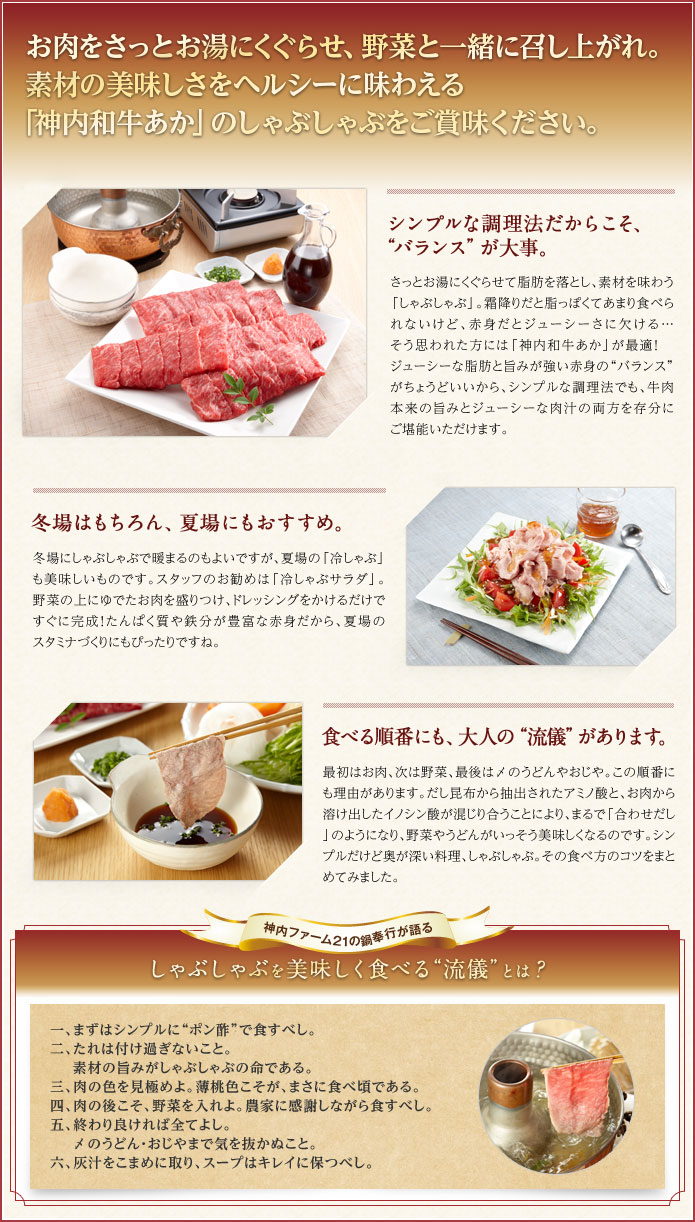 お肉をさっとお湯にくぐらせ、野菜と一緒に召し上がれ。
素材の美味しさをヘルシーに味わえる
「神内和牛あか」のしゃぶしゃぶをご賞味ください。
シンプルな調理法だからこそ、
“バランス”が大事。
さっとお湯にくぐらせて脂肪を落とし、素材を味わう
「しゃぶしゃぶ」。霜降りだと脂っぽくてあまり食べら
れないけど、赤身だとジューシーさに欠ける…
そう思われた方には「神内和牛あか」が最適！
ジューシーな脂肪と旨みが強い赤身の“バランス”
がちょうどいいから、シンプルな調理法でも、牛肉
本来の旨みとジューシーな肉汁の両方を存分に
ご堪能いただけます。
冬場はもちろん、夏場にもおすすめ。
冬場にしゃぶしゃぶで暖まるのもよいですが、夏場の「冷しゃぶ」
も美味しいものです。スタッフのお勧めは「冷しゃぶサラダ」。
野菜の上にゆでたお肉を盛りつけ、ドレッシングをかけるだけで
すぐに完成！たんぱく質や鉄分が豊富な赤身だから、夏場の
スタミナづくりにもぴったりですね。
食べる順番にも、大人の“流儀”があります。
最初はお肉、次は野菜、最後は〆のうどんやおじや。この順番に
も理由があります。だし昆布から抽出されたアミノ酸と、お肉から
溶け出したイノシン酸が混じり合うことにより、まるで「合わせだし
」のようになり、野菜やうどんがいっそう美味しくなるのです。シン
プルだけど奥が深い料理、しゃぶしゃぶ。その食べ方のコツをまと
めてみました。
神内ファーム21の鍋奉行が語る
しゃぶしゃぶを美味しく食べる“流儀”とは？
一、まずはシンプルに“ポン酢”で食すべし。
二、たれは付け過ぎないこと。
素材の旨みがしゃぶしゃぶの命である。
三、肉の色を見極めよ。薄桃色こそが、まさに食べ頃である。
四、肉の後こそ、野菜を入れよ。農家に感謝しながら食すべし。
五、終わり良ければ全てよし。
〆のうどん・おじやまで気を抜かぬこと。
六、灰汁をこまめに取り、スープはキレイに保つべし。